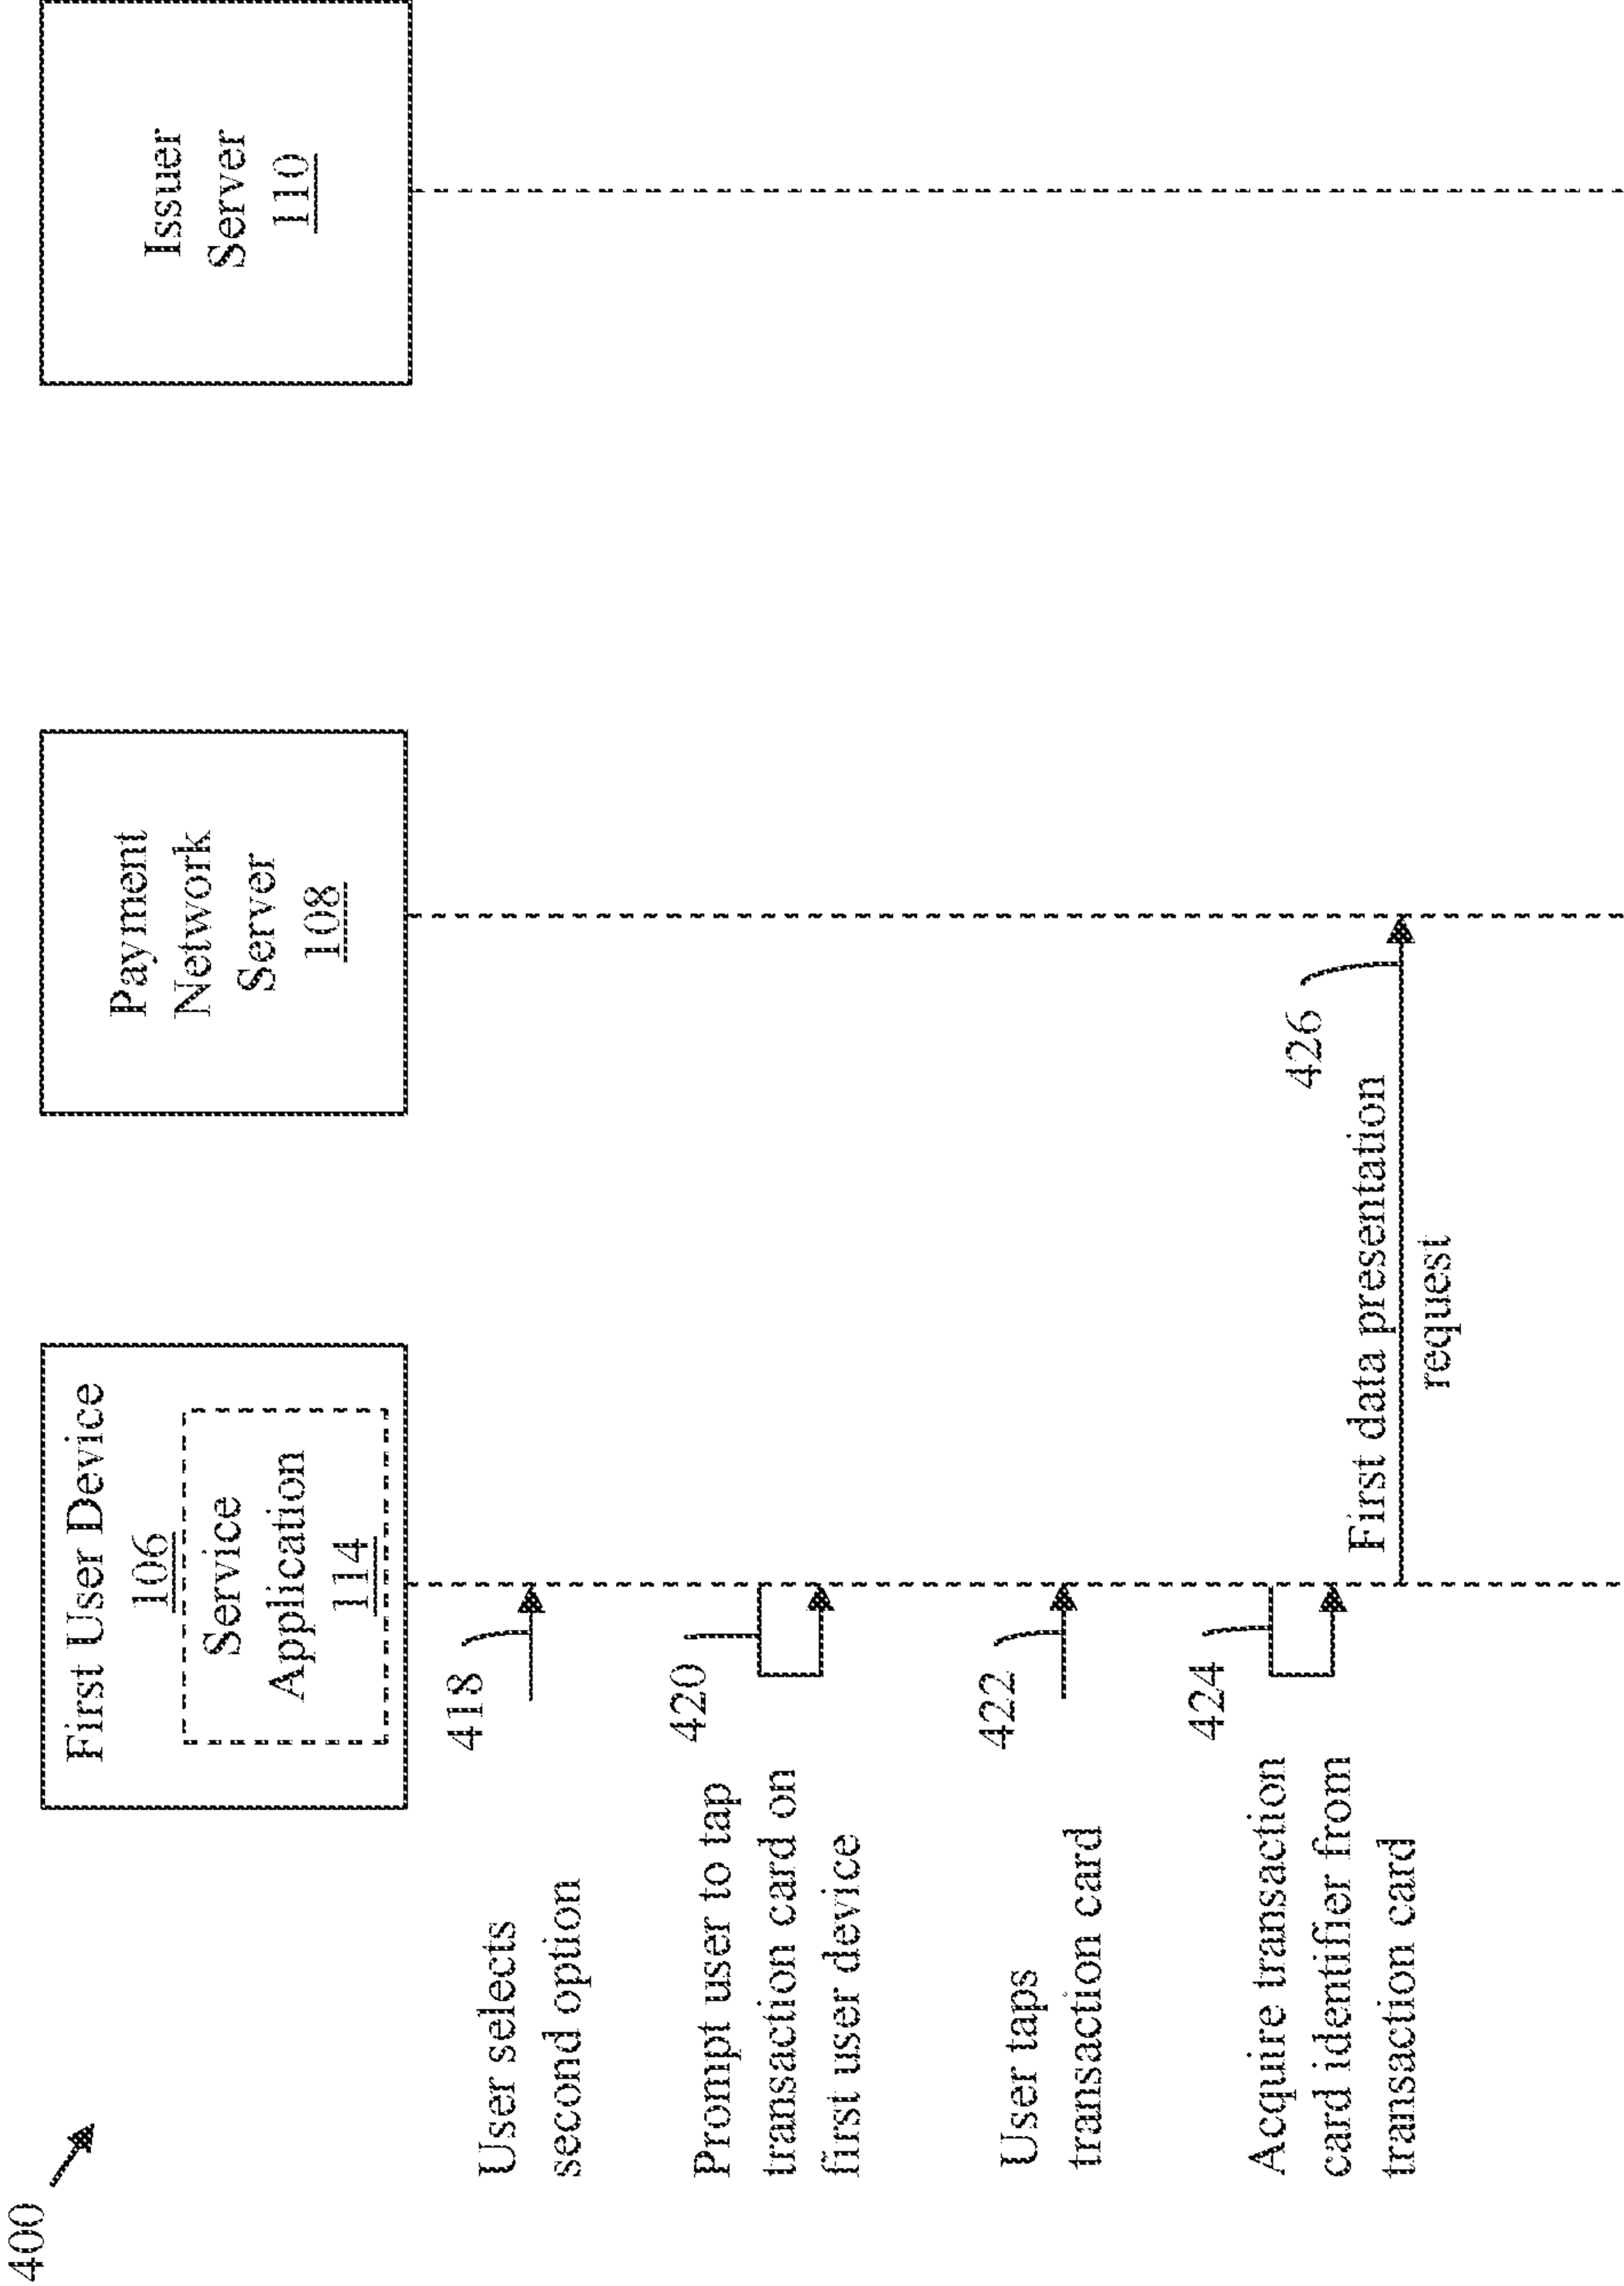 400
First User Device
106
Service
Application
114
Payment
Network
Server
108
Issuer
Server
110
User selects
second option
418
Prompt user to tap
transaction card on
first user device
420
User taps
transaction card
422
Acquire transaction
card identifier from
transaction card
424
426
First data presentation
request